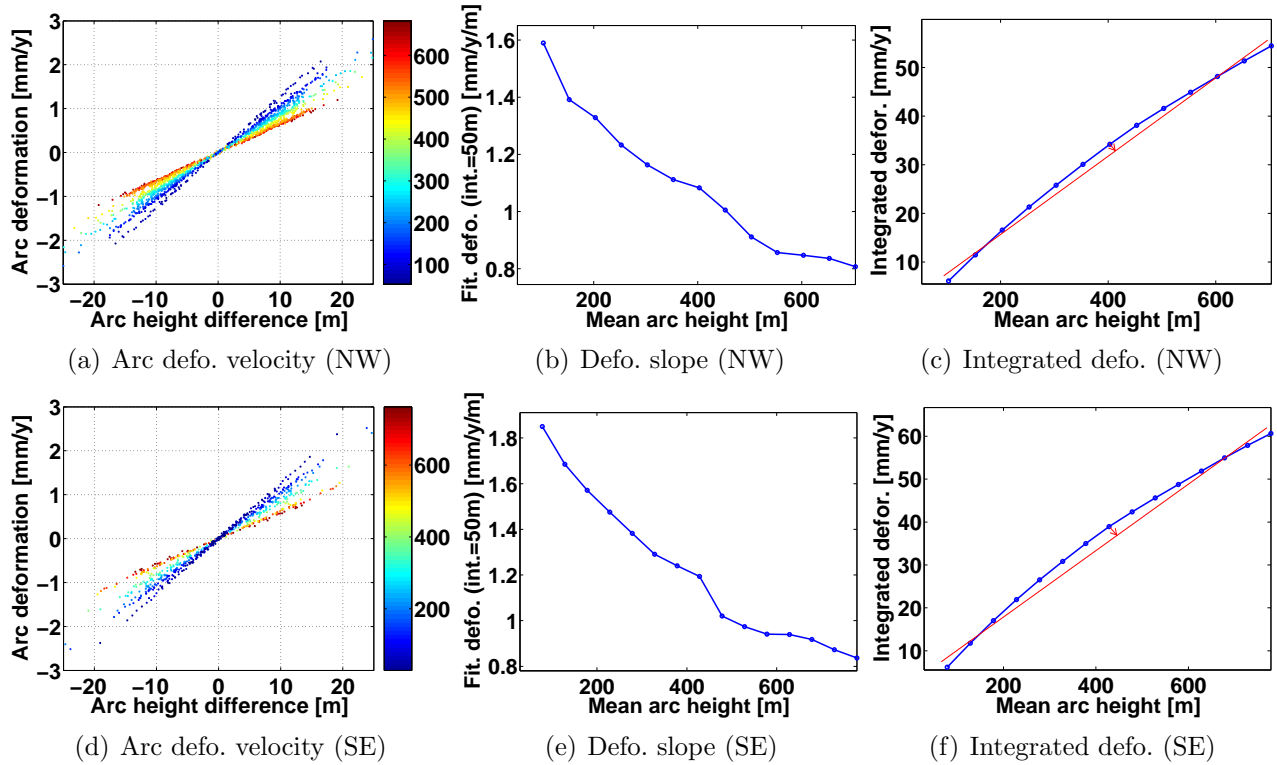 3
2
1
0
−1
−2
−3
−20 −10 0 10 20
Arc deformation [mm/y]
Arc height difference [m]
600
500
400
300
200
100
(a) Arc defo. velocity (NW)
1.6
1.4
1.2
1
0.8
200 400 600
Fit. defo. (int.=50m) [mm/y/m]
Mean arc height [m]
(b) Defo. slope (NW)
50
40
30
20
10
200 400 600
Integrated defor. [mm/y]
Mean arc height [m]
(c) Integrated defo. (NW)
3
2
1
0
−1
−2
−3
−20 −10 0 10 20
Arc deformation [mm/y]
Arc height difference [m]
600
400
200
(d) Arc defo. velocity (SE)
1.8
1.6
1.4
1.2
1
0.8
200 400 600
Fit. defo. (int.=50m) [mm/y/m]
Mean arc height [m]
(e) Defo. slope (SE)
60
50
40
30
20
10
200 400 600
Integrated defor. [mm/y]
Mean arc height [m]
(f) Integrated defo. (SE)